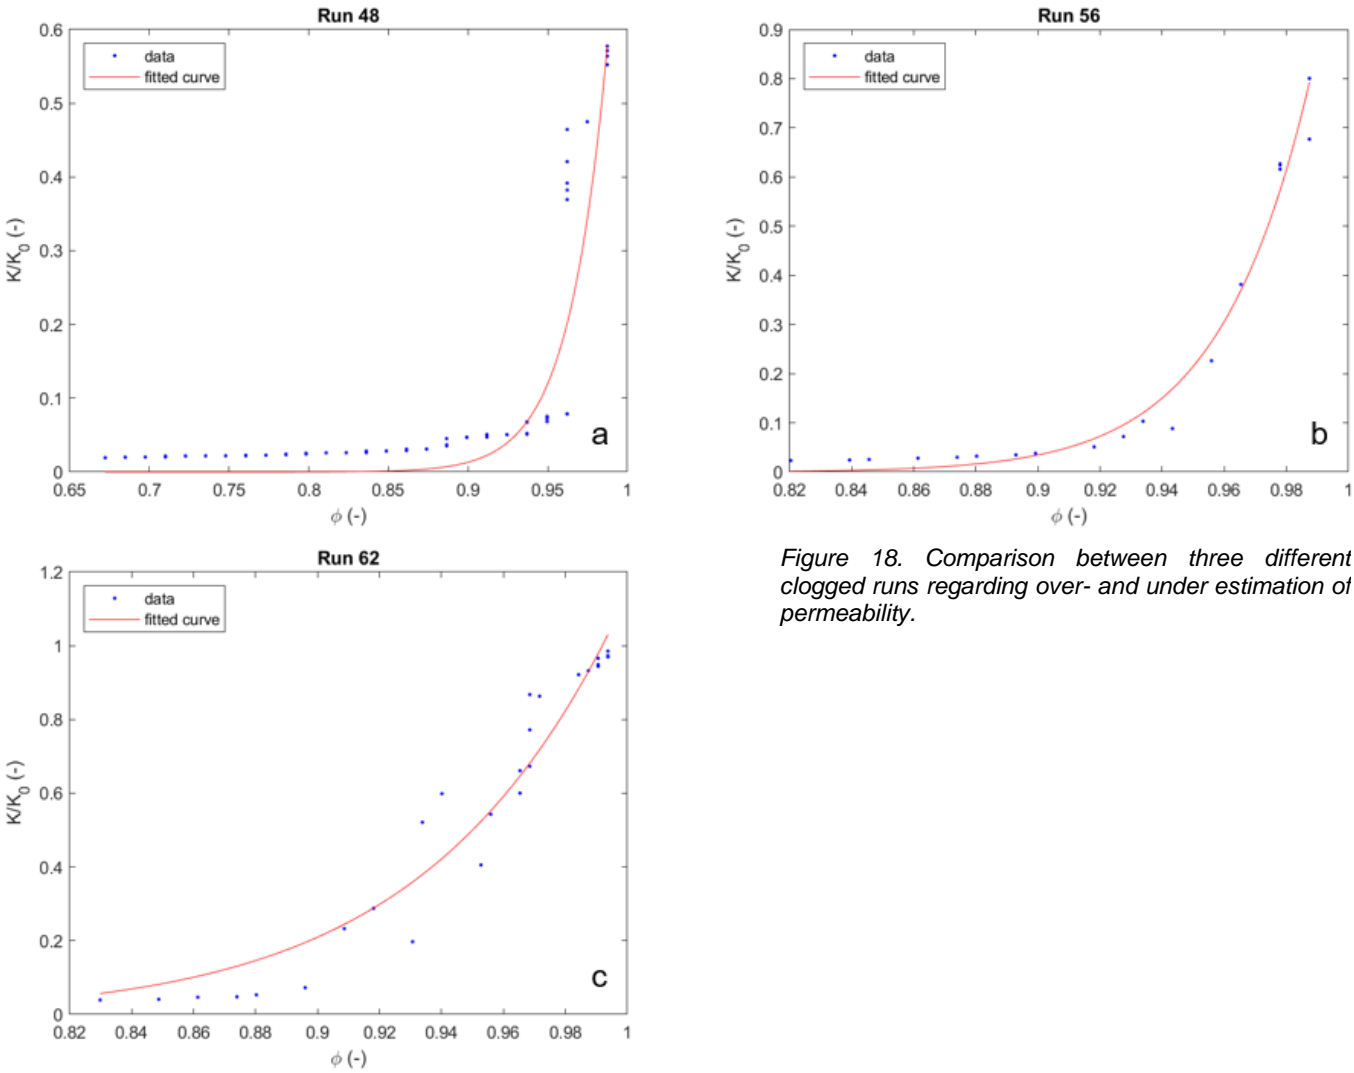 Run 48
data
fitted curve
0.6
0.5
0.4
0.3
0.2
0.1
0
K/K0 (-)
0.65 0.7 0.75 0.8 0.85 0.9 0.95 1
ϕ (-)
a
Run 56
data
fitted curve
0.9
0.8
0.7
0.6
0.5
0.4
0.3
0.2
0.1
0
K/K0 (-)
0.82 0.84 0.86 0.88 0.9 0.92 0.94 0.96 0.98 1
ϕ (-)
b
Figure 18. Comparison between three different
clogged runs regarding over- and under estimation of
permeability.
Run 62
data
fitted curve
1.2
1
0.8
0.6
0.4
0.2
0
K/K0 (-)
0.82 0.84 0.86 0.88 0.9 0.92 0.94 0.96 0.98 1
ϕ (-)
c